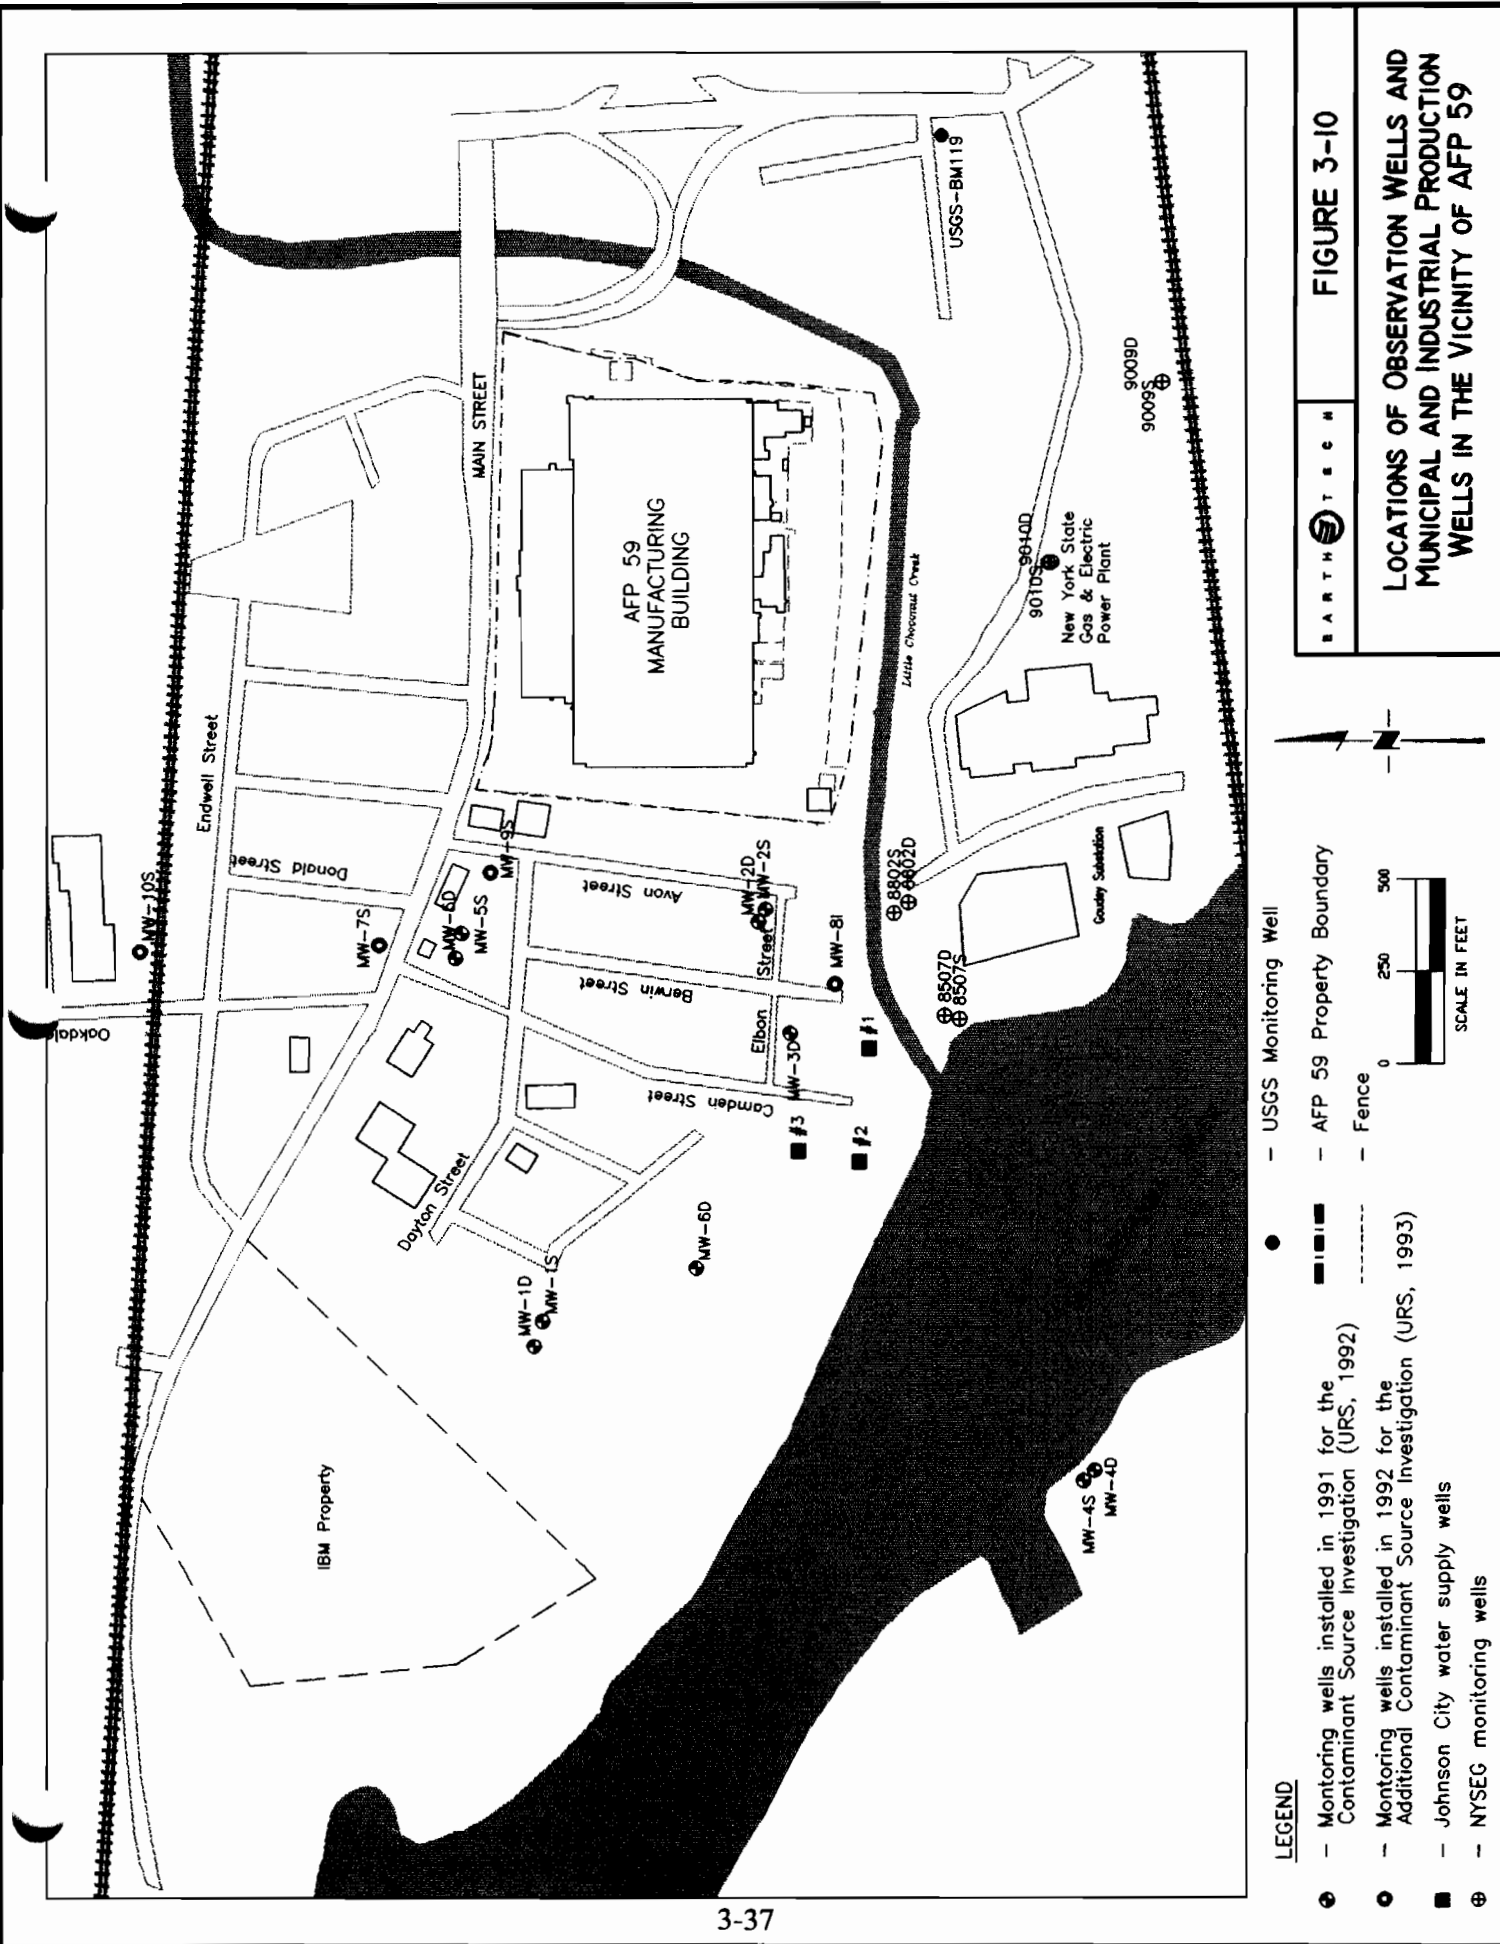 FIGURE 3-10
EARTH TECH
LOCATIONS OF OBSERVATION WELLS AND
MUNICIPAL AND INDUSTRIAL PRODUCTION
WELLS IN THE VICINITY OF AFP 59
MW-10S
Oakdale
Endwell Street
Donald Street
MW-7S
MAIN STREET
MW-9S
MW-5S
Avon Street
Berwin Street
Camden Street
Dayton Street
Elbon
Street
MW-2D
MW-2S
MW-8I
MW-3D
#1
#2
#3
MW-6D
MW-1D
MW-1S
IBM Property
MW-4S
MW-4D
AFP 59
MANUFACTURING
BUILDING
Little Choconut Creek
USGS-BM119
9009D
9009S
9010S
9010D
New York State
Gas & Electric
Power Plant
Goudey Substation
8802S
8802D
8507D
8507S
LEGEND
– Montoring wells installed in 1991 for the
Contaminant Source Investigation (URS, 1992)
– Montoring wells installed in 1992 for the
Additional Contaminant Source Investigation (URS, 1993)
– Johnson City water supply wells
– NYSEG monitoring wells
– USGS Monitoring Well
– AFP 59 Property Boundary
– Fence
N
0 250 500
SCALE IN FEET
3-37